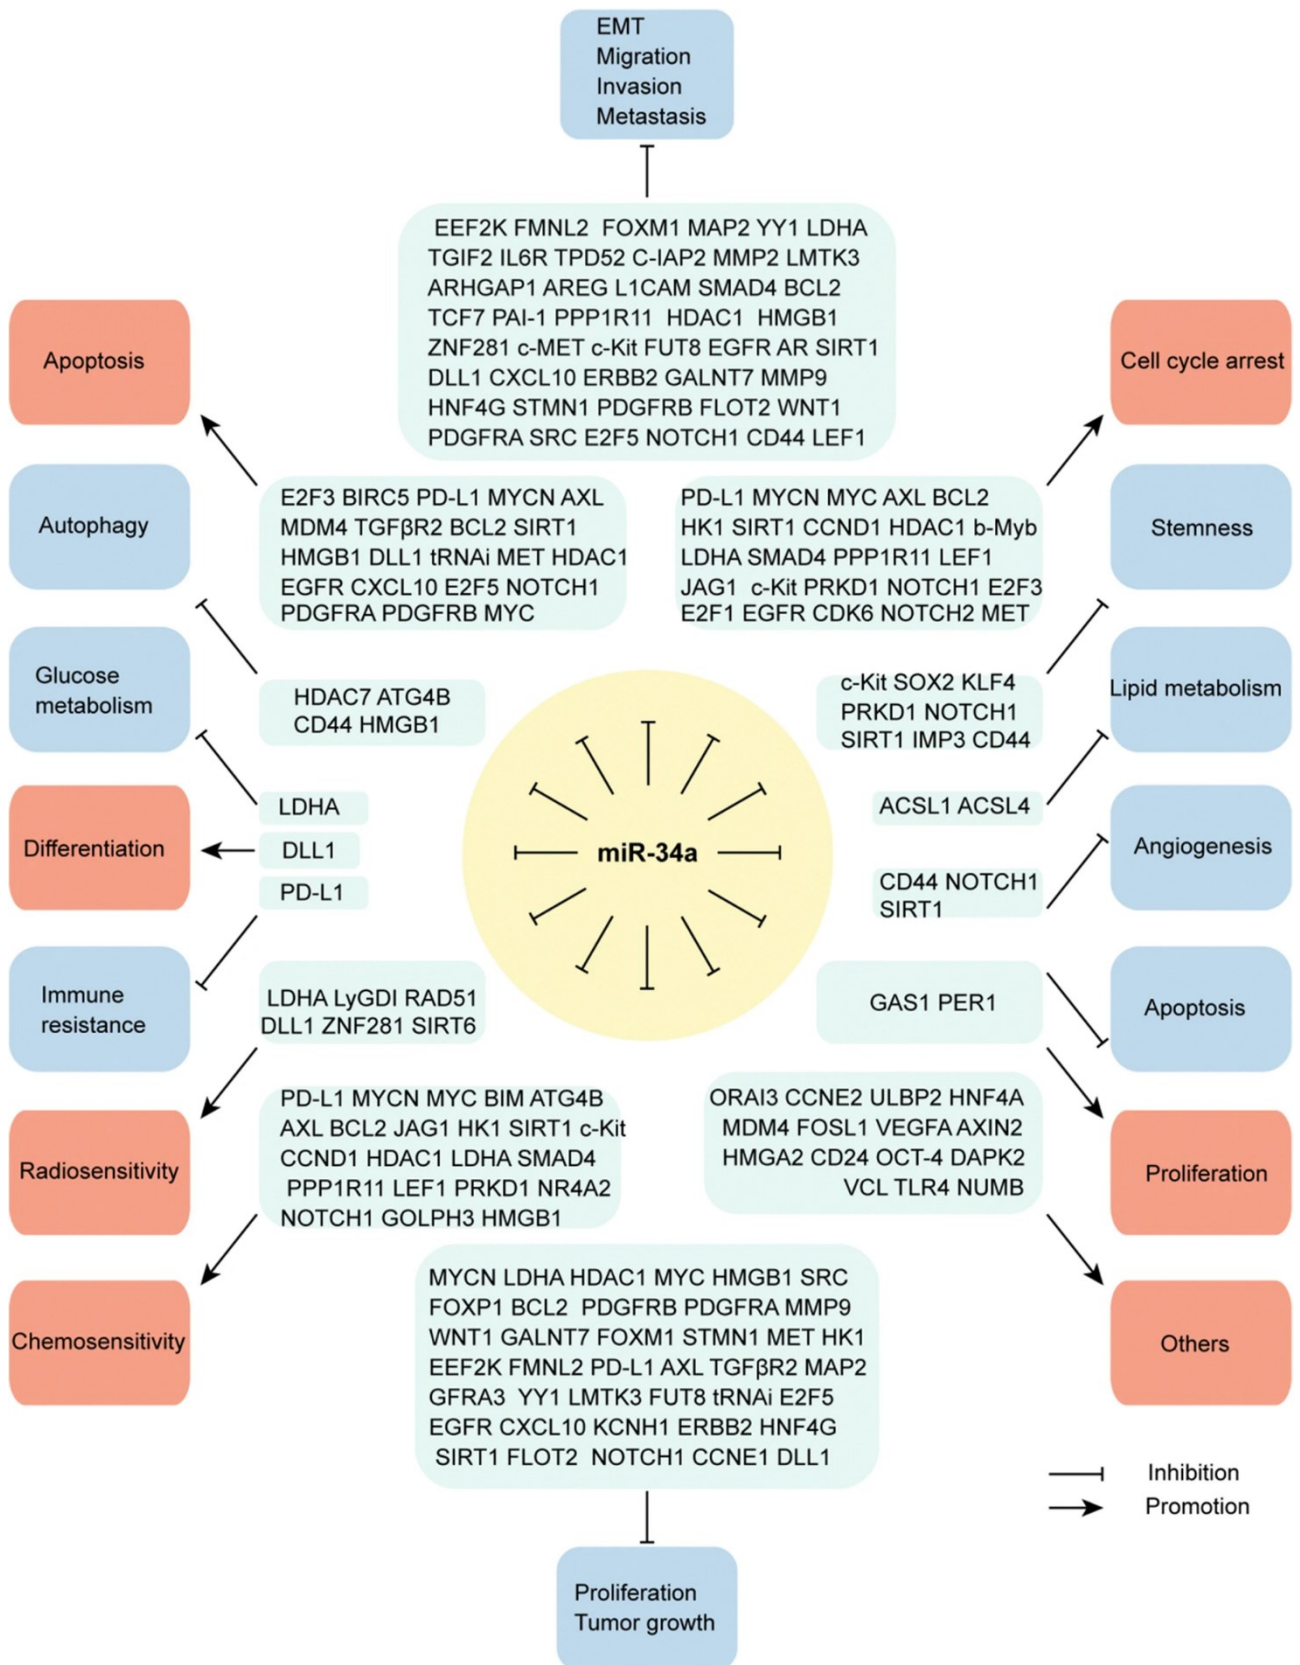 EMT
Migration
Invasion
Metastasis
EEF2K FMNL2 FOXM1 MAP2 YY1 LDHA
TGIF2 IL6R TPD52 C-IAP2 MMP2 LMTK3
ARHGAP1 AREG L1CAM SMAD4 BCL2
TCF7 PAI-1 PPP1R11 HDAC1 HMGB1
ZNF281 c-MET c-Kit FUT8 EGFR AR SIRT1
DLL1 CXCL10 ERBB2 GALNT7 MMP9
HNF4G STMN1 PDGFRB FLOT2 WNT1
PDGFRA SRC E2F5 NOTCH1 CD44 LEF1
Apoptosis
Autophagy
Glucose
metabolism
Differentiation
Immune
resistance
Radiosensitivity
Chemosensitivity
E2F3 BIRC5 PD-L1 MYCN AXL
MDM4 TGFβR2 BCL2 SIRT1
HMGB1 DLL1 tRNAi MET HDAC1
EGFR CXCL10 E2F5 NOTCH1
PDGFRA PDGFRB MYC
HDAC7 ATG4B
CD44 HMGB1
LDHA
DLL1
PD-L1
LDHA LyGDI RAD51
DLL1 ZNF281 SIRT6
PD-L1 MYCN MYC BIM ATG4B
AXL BCL2 JAG1 HK1 SIRT1 c-Kit
CCND1 HDAC1 LDHA SMAD4
PPP1R11 LEF1 PRKD1 NR4A2
NOTCH1 GOLPH3 HMGB1
miR-34a
PD-L1 MYCN MYC AXL BCL2
HK1 SIRT1 CCND1 HDAC1 b-Myb
LDHA SMAD4 PPP1R11 LEF1
JAG1 c-Kit PRKD1 NOTCH1 E2F3
E2F1 EGFR CDK6 NOTCH2 MET
c-Kit SOX2 KLF4
PRKD1 NOTCH1
SIRT1 IMP3 CD44
ACSL1 ACSL4
CD44 NOTCH1
SIRT1
GAS1 PER1
ORAI3 CCNE2 ULBP2 HNF4A
MDM4 FOSL1 VEGFA AXIN2
HMGA2 CD24 OCT-4 DAPK2
VCL TLR4 NUMB
Cell cycle arrest
Stemness
Lipid metabolism
Angiogenesis
Apoptosis
Proliferation
Others
MYCN LDHA HDAC1 MYC HMGB1 SRC
FOXP1 BCL2 PDGFRB PDGFRA MMP9
WNT1 GALNT7 FOXM1 STMN1 MET HK1
EEF2K FMNL2 PD-L1 AXL TGFβR2 MAP2
GFRA3 YY1 LMTK3 FUT8 tRNAi E2F5
EGFR CXCL10 KCNH1 ERBB2 HNF4G
SIRT1 FLOT2 NOTCH1 CCNE1 DLL1
Inhibition
Promotion
Proliferation
Tumor growth